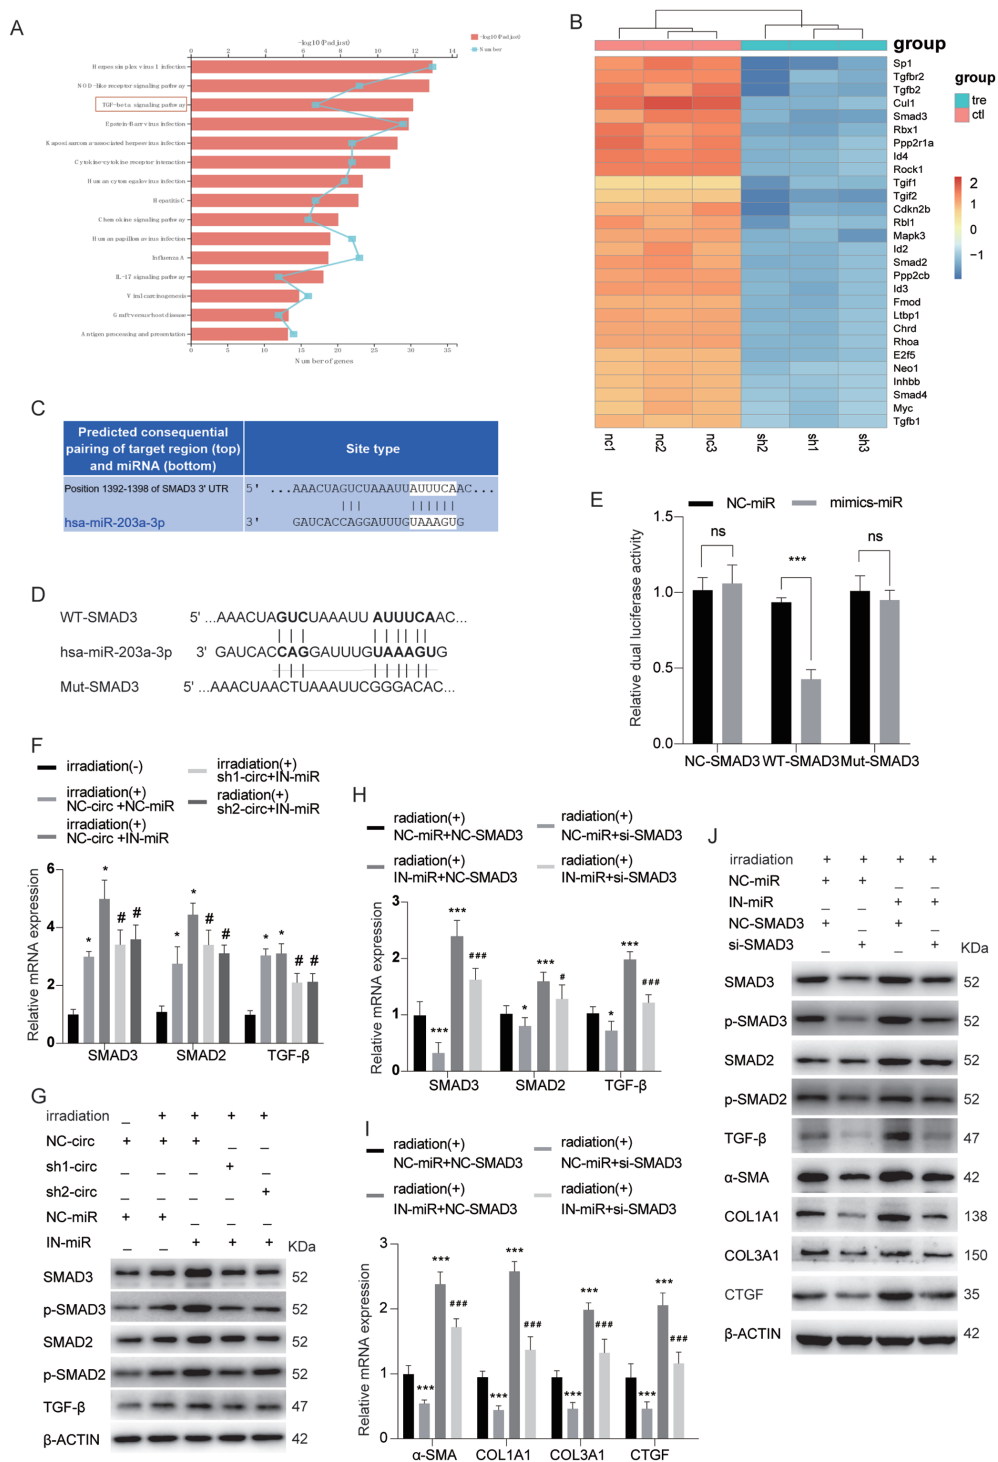 A
-log10(Padjust)
0 2 4 6 8 10 12 14
-log10(Padjust)
Number
Herpes simplex virus 1 infection
NOD-like receptor signaling pathway
TGF-beta signaling pathway
Epstein-Barr virus infection
Kaposi sarcoma-associated herpesvirus infection
Cytokine-cytokine receptor interaction
Human cytomegalovirus infection
Hepatitis C
Chemokine signaling pathway
Human papillomavirus infection
Influenza A
IL-17 signaling pathway
Viral carcinogenesis
Graft-versus-host disease
Antigen processing and presentation
0 5 10 15 20 25 30 35
Number of genes
B
group
Sp1
Tgfbr2
Tgfb2
Cul1
Smad3
Rbx1
Ppp2r1a
Id4
Rock1
Tgif1
Tgif2
Cdkn2b
Rbl1
Mapk3
Id2
Smad2
Ppp2cb
Id3
Fmod
Ltbp1
Chrd
Rhoa
E2f5
Neo1
Inhbb
Smad4
Myc
Tgfb1
nc1 nc2 nc3 sh2 sh1 sh3
group
tre
ctl
2
1
0
−1
C
Predicted consequential
pairing of target region (top)
and miRNA (bottom)
Site type
Position 1392-1398 of SMAD3 3' UTR 5' ...AAACUAGUCUAAAUUAUUUCAAC...
hsa-miR-203a-3p 3' GAUCACCAGGAUUUGUAAAGUG
D
WT-SMAD3 5' ...AAACUAGUCUAAAUU AUUUCAAC...
hsa-miR-203a-3p 3' GAUCACCAGGAUUUGUAAAGUG
Mut-SMAD3 5' ...AAACUAACUUAAAUUCGGGACAC...
E
NC-miR mimics-miR
Relative dual luciferase activity
1.5
1.0
0.5
0.0
ns *** ns
NC-SMAD3 WT-SMAD3 Mut-SMAD3
F
irradiation(-)
irradiation(+)
NC-circ +NC-miR
irradiation(+)
NC-circ +IN-miR
irradiation(+)
sh1-circ+IN-miR
radiation(+)
sh2-circ+IN-miR
Relative mRNA expression
6
4
2
0
* * # # * * # # * * # #
SMAD3 SMAD2 TGF-β
G
irradiation _ + + + +
NC-circ + + + _ _
sh1-circ _ _ _ + _
sh2-circ _ _ _ _ +
NC-miR + + _ _ _
IN-miR _ _ + + +
KDa
SMAD3 52
p-SMAD3 52
SMAD2 52
p-SMAD2 52
TGF-β 47
β-ACTIN 42
H
radiation(+)
NC-miR+NC-SMAD3
radiation(+)
IN-miR+NC-SMAD3
radiation(+)
NC-miR+si-SMAD3
radiation(+)
IN-miR+si-SMAD3
Relative mRNA expression
3
2
1
0
*** *** ### * *** # * *** ###
SMAD3 SMAD2 TGF-β
I
radiation(+)
NC-miR+NC-SMAD3
radiation(+)
IN-miR+NC-SMAD3
radiation(+)
NC-miR+si-SMAD3
radiation(+)
IN-miR+si-SMAD3
Relative mRNA expression
3
2
1
0
*** *** ### *** *** ### *** *** ### *** *** ###
α-SMA COL1A1 COL3A1 CTGF
J
irradiation + + + +
NC-miR + + _ _
IN-miR _ _ + +
NC-SMAD3 + _ + _
si-SMAD3 _ + _ +
KDa
SMAD3 52
p-SMAD3 52
SMAD2 52
p-SMAD2 52
TGF-β 47
α-SMA 42
COL1A1 138
COL3A1 150
CTGF 35
β-ACTIN 42